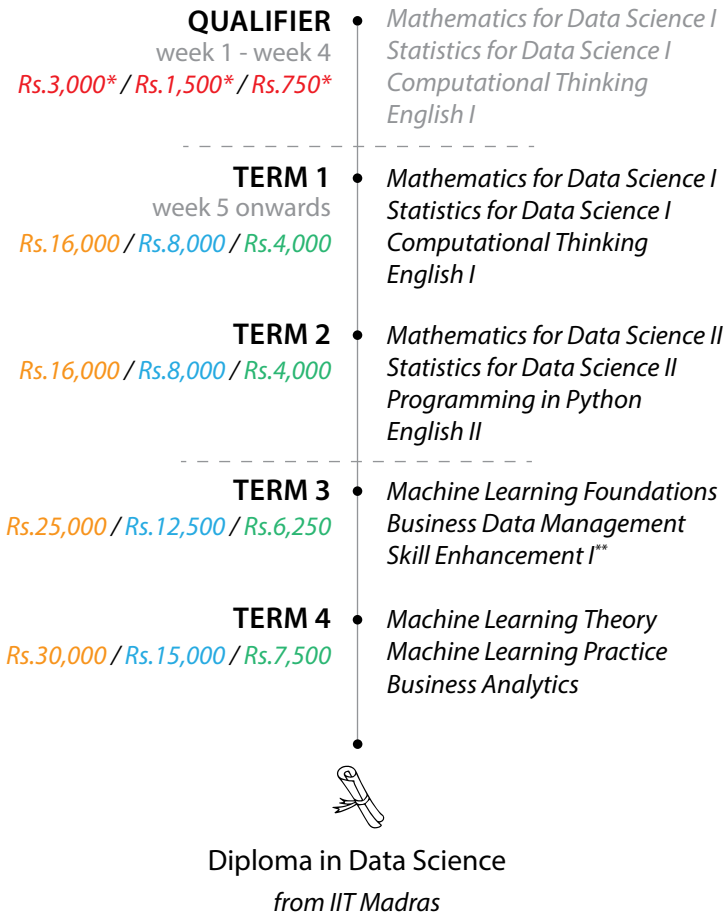 QUALIFIER
week 1 - week 4
Rs.3,000* / Rs.1,500* / Rs.750*
Mathematics for Data Science I
Statistics for Data Science I
Computational Thinking
English I
TERM 1
week 5 onwards
Rs.16,000 / Rs.8,000 / Rs.4,000
Mathematics for Data Science I
Statistics for Data Science I
Computational Thinking
English I
TERM 2
Rs.16,000 / Rs.8,000 / Rs.4,000
Mathematics for Data Science II
Statistics for Data Science II
Programming in Python
English II
TERM 3
Rs.25,000 / Rs.12,500 / Rs.6,250
Machine Learning Foundations
Business Data Management
Skill Enhancement I**
TERM 4
Rs.30,000 / Rs.15,000 / Rs.7,500
Machine Learning Theory
Machine Learning Practice
Business Analytics
Diploma in Data Science
from IIT Madras